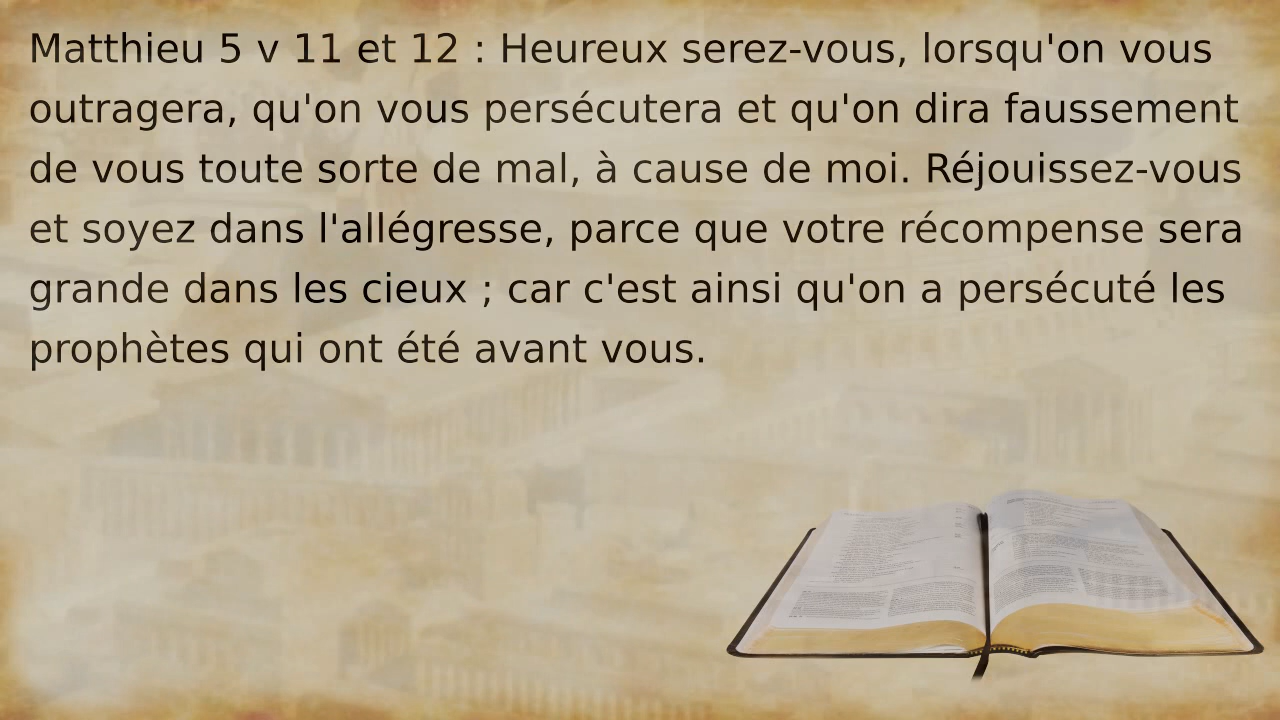 Matthieu 5 v 11 et 12 : Heureux serez-vous, lorsqu'on vous
outragera, qu'on vous persécutera et qu'on dira faussement
de vous toute sorte de mal, à cause de moi. Réjouissez-vous
et soyez dans l'allégresse, parce que votre récompense sera
grande dans les cieux ; car c'est ainsi qu'on a persécuté les
prophètes qui ont été avant vous.